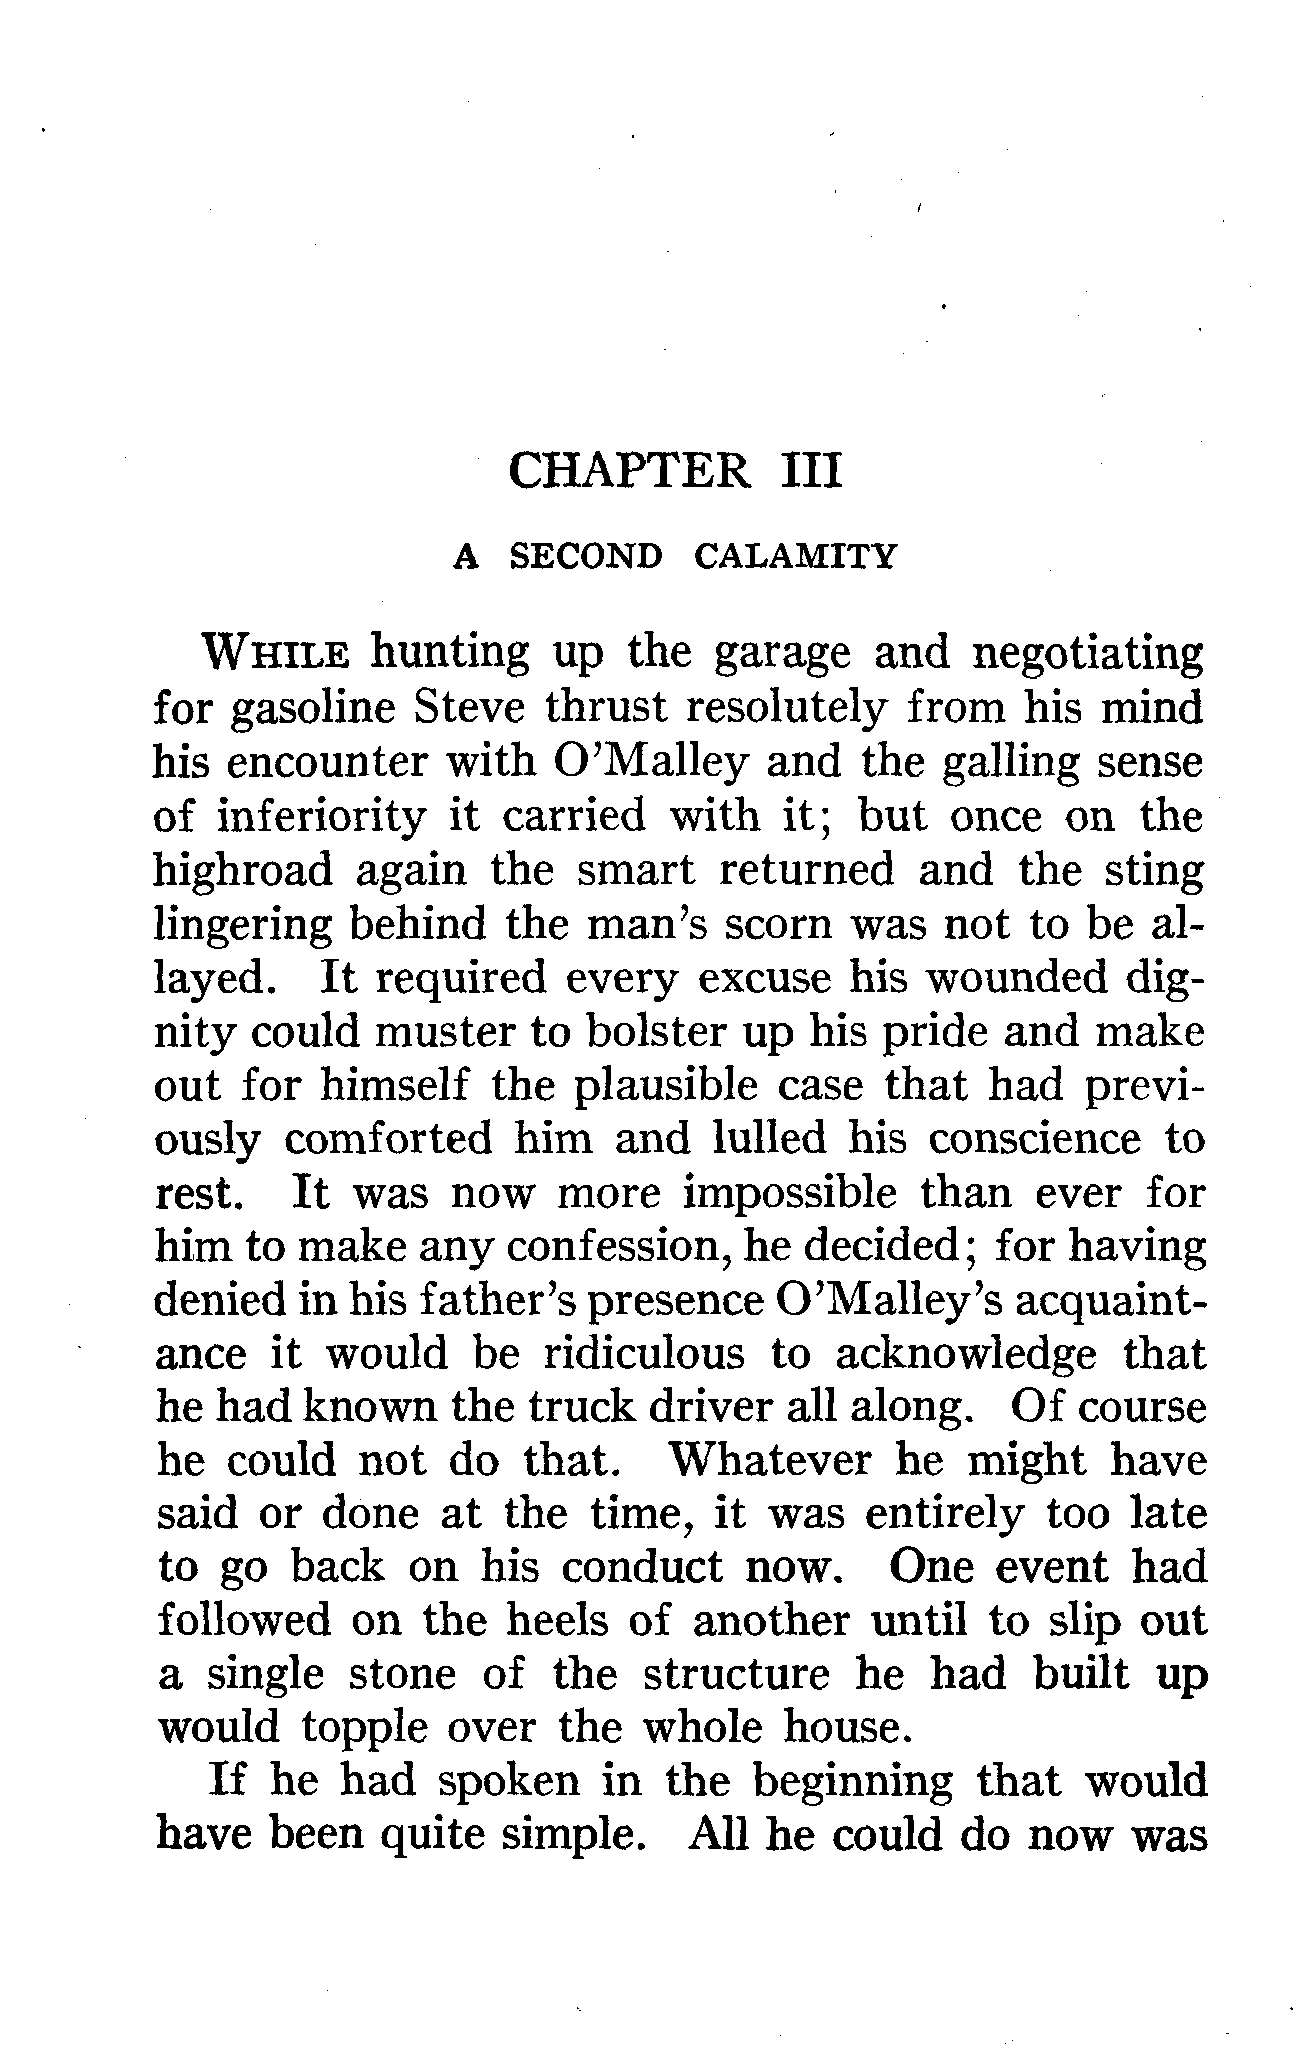 CHAPTER III
A SECOND CALAMITY
WHILE hunting up the garage and negotiating
for gasoline Steve thrust resolutely from his mind
his encounter with O'Malley and the galling sense
of inferiority it carried with it; but once on the
highroad again the smart returned and the sting
lingering behind the man's scorn was not to be al-
layed. It required every excuse his wounded dig-
nity could muster to bolster up his pride and make
out for himself the plausible case that had previ-
ously comforted him and lulled his conscience to
rest. It was now more impossible than ever for
him to make any confession, he decided; for having
denied in his father's presence O'Malley's acquaint-
ance it would be ridiculous to acknowledge that
he had known the truck driver all along. Of course
he could not do that. Whatever he might have
said or done at the time, it was entirely too late
to go back on his conduct now. One event had
followed on the heels of another until to slip out
a single stone of the structure he had built up
would topple over the whole house.
If he had spoken in the beginning that would
have been quite simple. All he could do now was